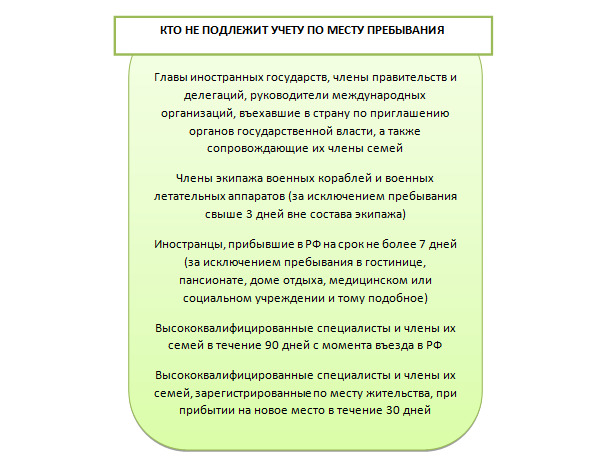 КТО НЕ ПОДЛЕЖИТ УЧЕТУ ПО МЕСТУ ПРЕБЫВАНИЯ
Главы иностранных государств, члены правительств и
делегаций, руководители международных
организаций, въехавшие в страну по приглашению
органов государственной власти, а также
сопровождающие их члены семей
Члены экипажа военных кораблей и военных
летательных аппаратов (за исключением пребывания
свыше 3 дней вне состава экипажа)
Иностранцы, прибывшие в РФ на срок не более 7 дней
(за исключением пребывания в гостинице,
пансионате, доме отдыха, медицинском или
социальном учреждении и тому подобное)
Высококвалифицированные специалисты и члены их
семей в течение 90 дней с момента въезда в РФ
Высококвалифицированные специалисты и члены их
семей, зарегистрированные по месту жительства, при
прибытии на новое место в течение 30 дней